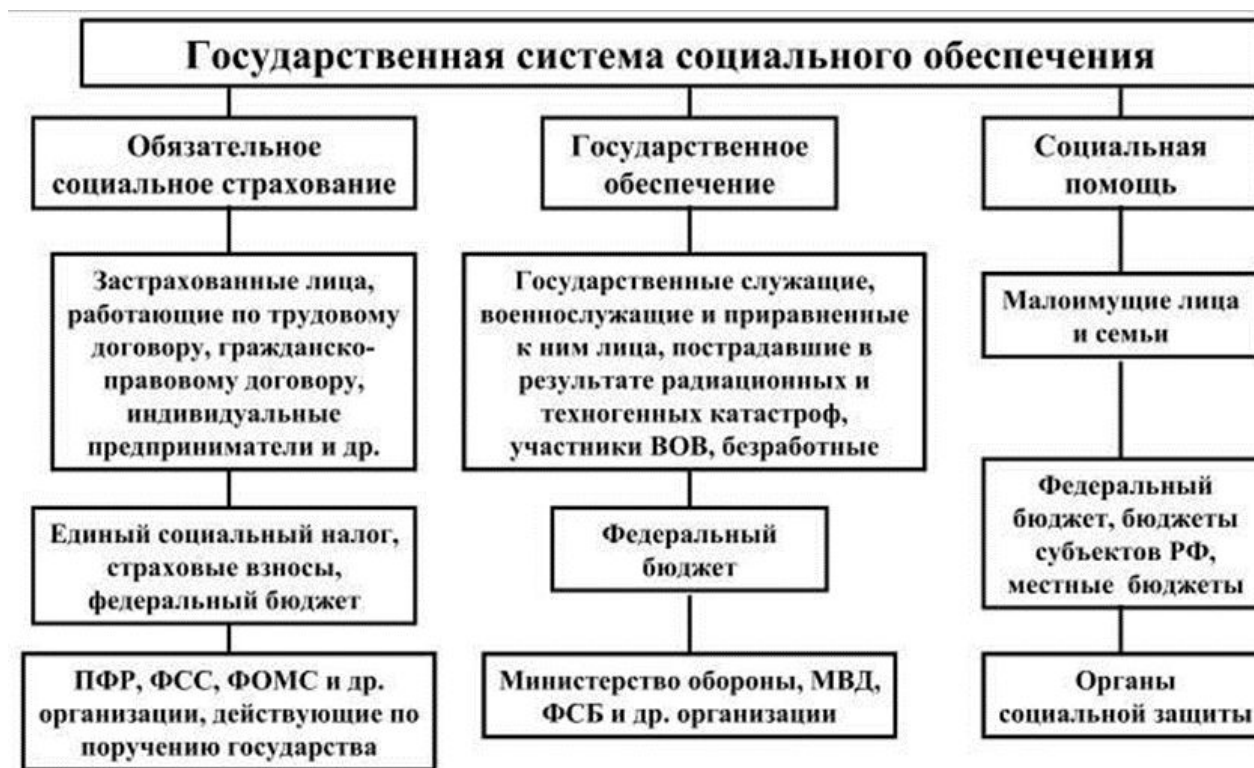 Государственная система социального обеспечения
Обязательное
социальное страхование
Застрахованные лица,
работающие по трудовому
договору, гражданско-
правовому договору,
индивидуальные
предприниматели и др.
Единый социальный налог,
страховые взносы,
федеральный бюджет
ПФР, ФСС, ФОМС и др.
организации, действующие по
поручению государства
Государственное
обеспечение
Государственные служащие,
военнослужащие и приравненные
к ним лица, пострадавшие в
результате радиационных и
техногенных катастроф,
участники ВОВ, безработные
Федеральный
бюджет
Министерство обороны, МВД,
ФСБ и др. организации
Социальная
помощь
Малоимущие лица
и семьи
Федеральный
бюджет, бюджеты
субъектов РФ,
местные бюджеты
Органы
социальной защиты